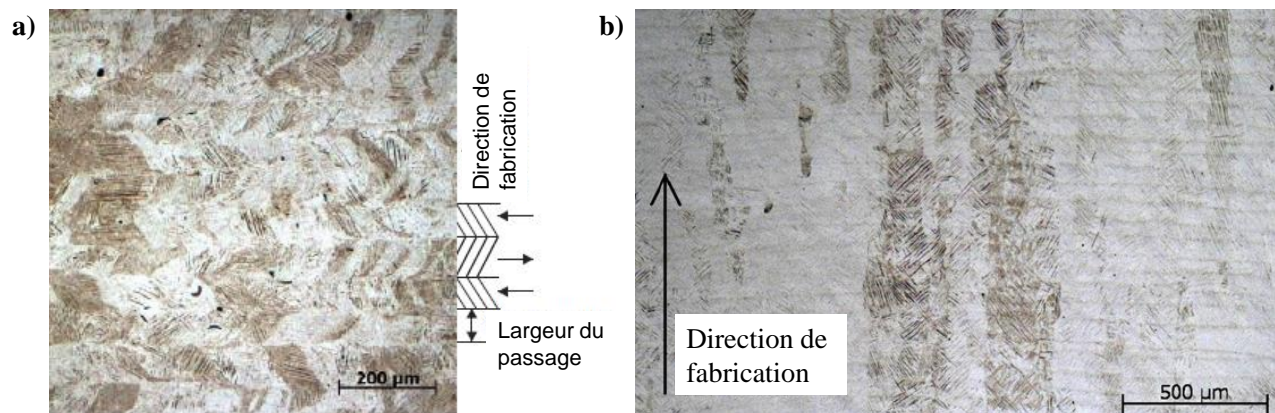 a)
Direction de
fabrication
Largeur du
passage
200 µm
b)
Direction de
fabrication
500 µm